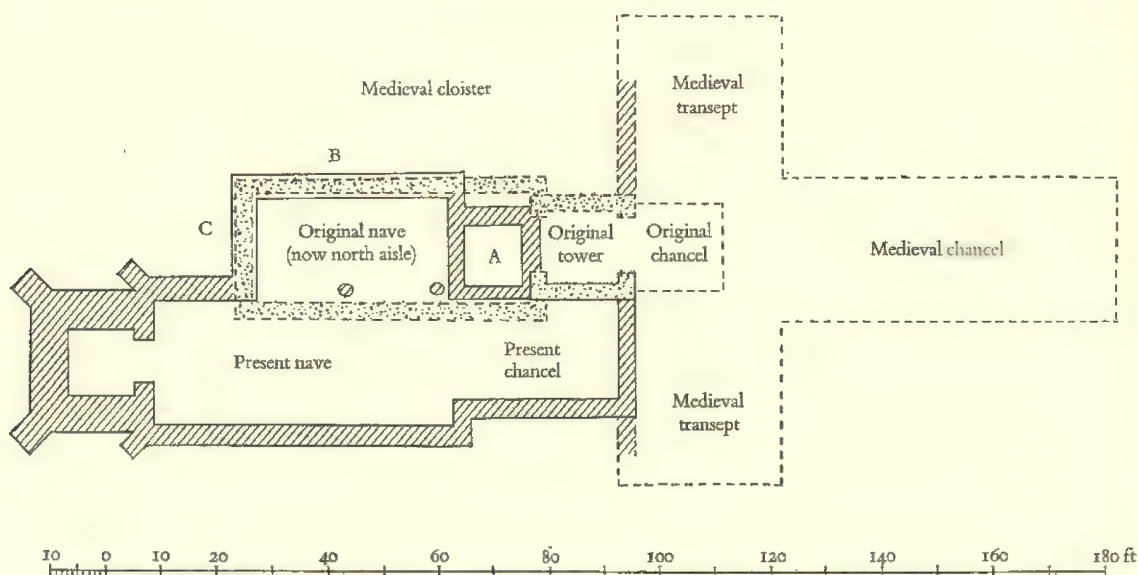 Medieval
transept
Medieval cloister
B
C
Original nave
(now north aisle)
A
Original
tower
Original
chancel
Medieval chancel
Present nave
Present
chancel
Medieval
transept
10 0 20 40 60 80 100 120 140 160 180 ft